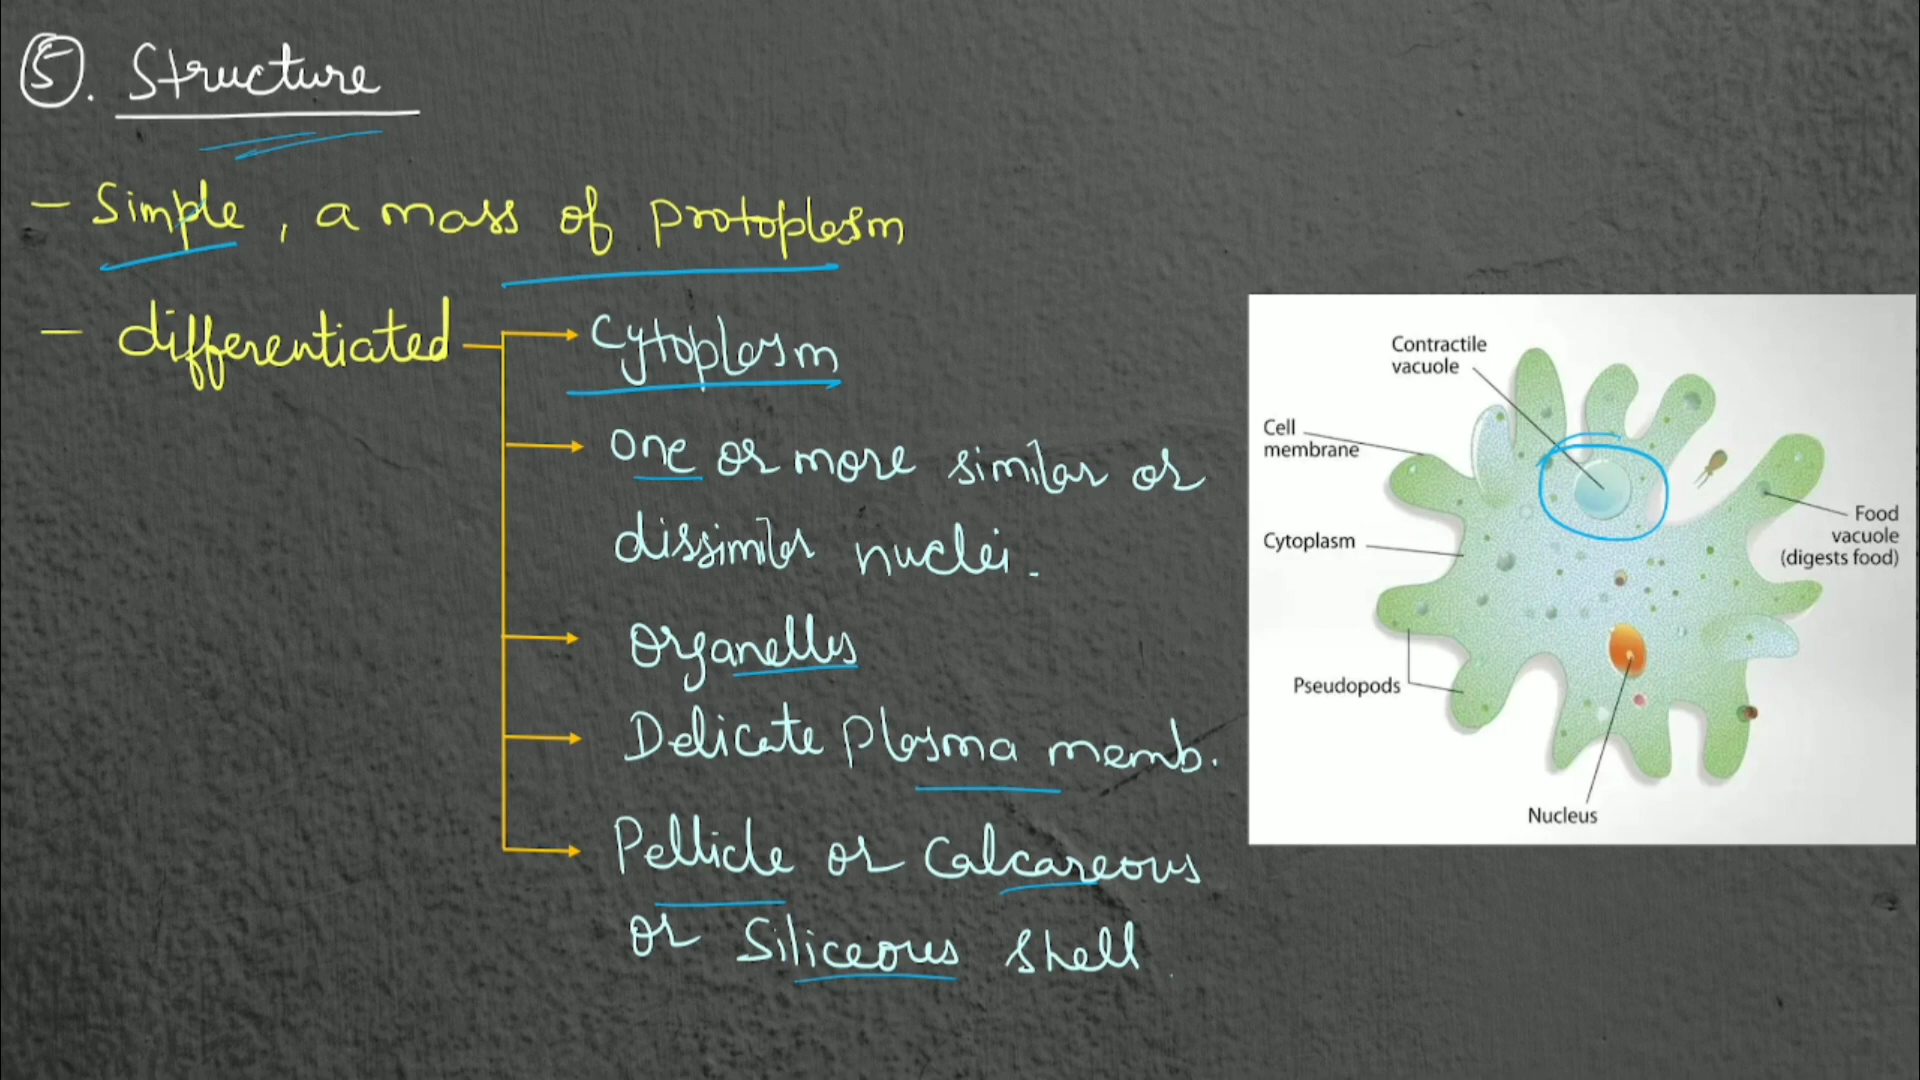 5. Structure
- Simple, a mass of protoplasm
- differentiated
Cytoplasm
One or more similar or
dissimilar nuclei.
Organelles
Delicate Plasma memb.
Pellicle or Calcareous
or Siliceous shell
Contractile
vacuole
Cell
membrane
Cytoplasm
Pseudopods
Nucleus
Food
vacuole
(digests food)